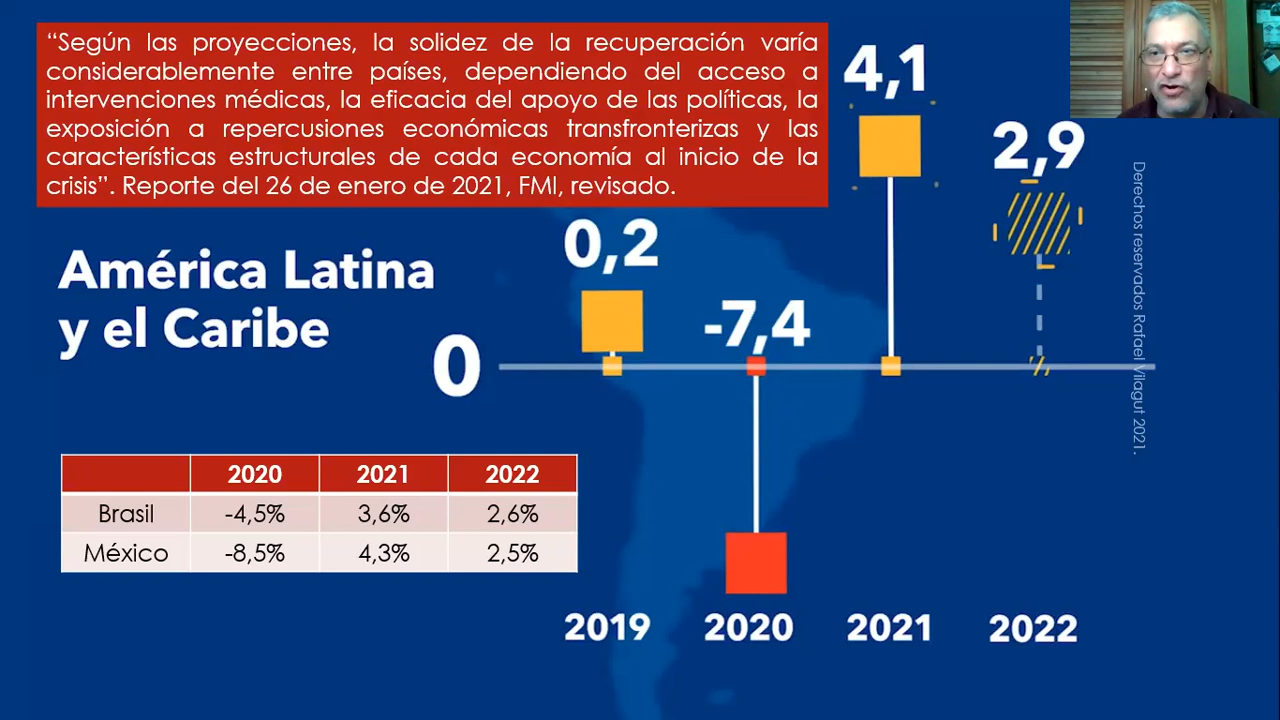 “Según las proyecciones, la solidez de la recuperación varía
considerablemente entre países, dependiendo del acceso a
intervenciones médicas, la eficacia del apoyo de las políticas, la
exposición a repercusiones económicas transfronterizas y las
características estructurales de cada economía al inicio de la
crisis”. Reporte del 26 de enero de 2021, FMI, revisado.
4,1
2,9
0,2
-7,4
América Latina
y el Caribe
0
2020 2021 2022
Brasil -4,5% 3,6% 2,6%
México -8,5% 4,3% 2,5%
2019 2020 2021 2022
Derechos reservados Rafael Vilagut 2021.